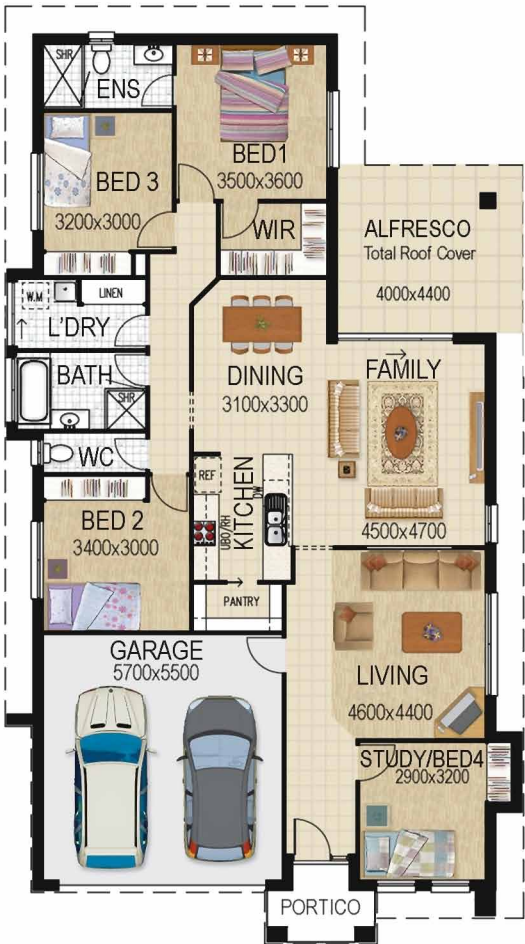 SHR
ENS
BED1
3500x3600
BED 3
3200x3000
WIR
ALFRESCO
Total Roof Cover
4000x4400
W.M
LINEN
L'DRY
BATH
SHR
WC
DINING
3100x3300
FAMILY
4500x4700
REF
KITCHEN
DW
UBO/RH
PANTRY
BED 2
3400x3000
GARAGE
5700x5500
LIVING
4600x4400
STUDY/BED4
2900x3200
PORTICO